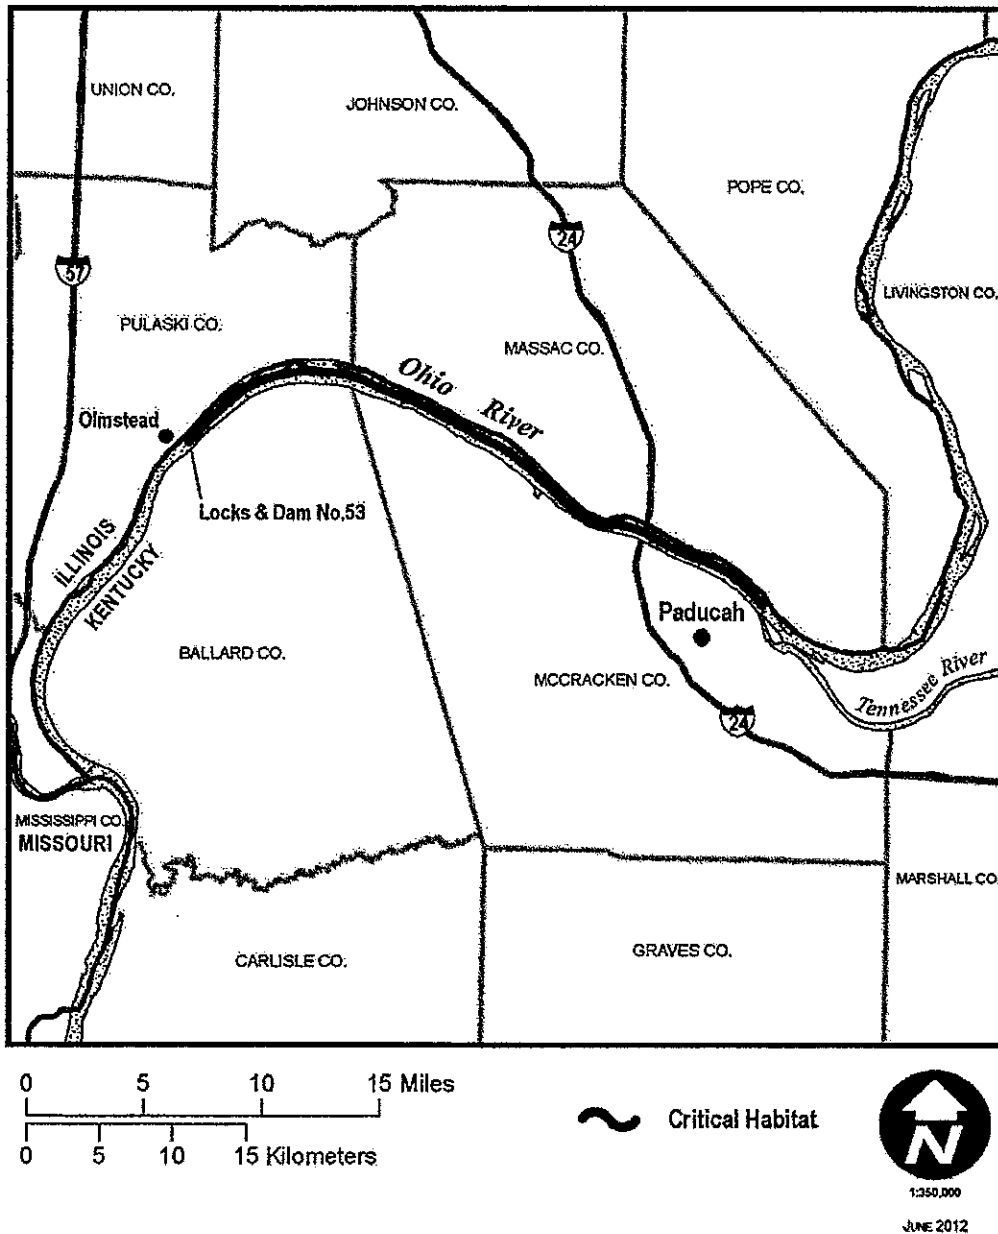 UNION CO.
JOHNSON CO.
POPE CO.
24
57
LIVINGSTON CO.
PULASKI CO.
MASSAC CO.
Ohio River
Olmstead
Locks & Dam No.53
ILLINOIS
KENTUCKY
Paducah
BALLARD CO.
MCCRACKEN CO.
Tennessee River
24
MISSISSIPPI CO.
MISSOURI
MARSHALL CO.
CARLISLE CO.
GRAVES CO.
0 5 10 15 Miles
0 5 10 15 Kilometers
Critical Habitat
N
1:350,000
JUNE 2012